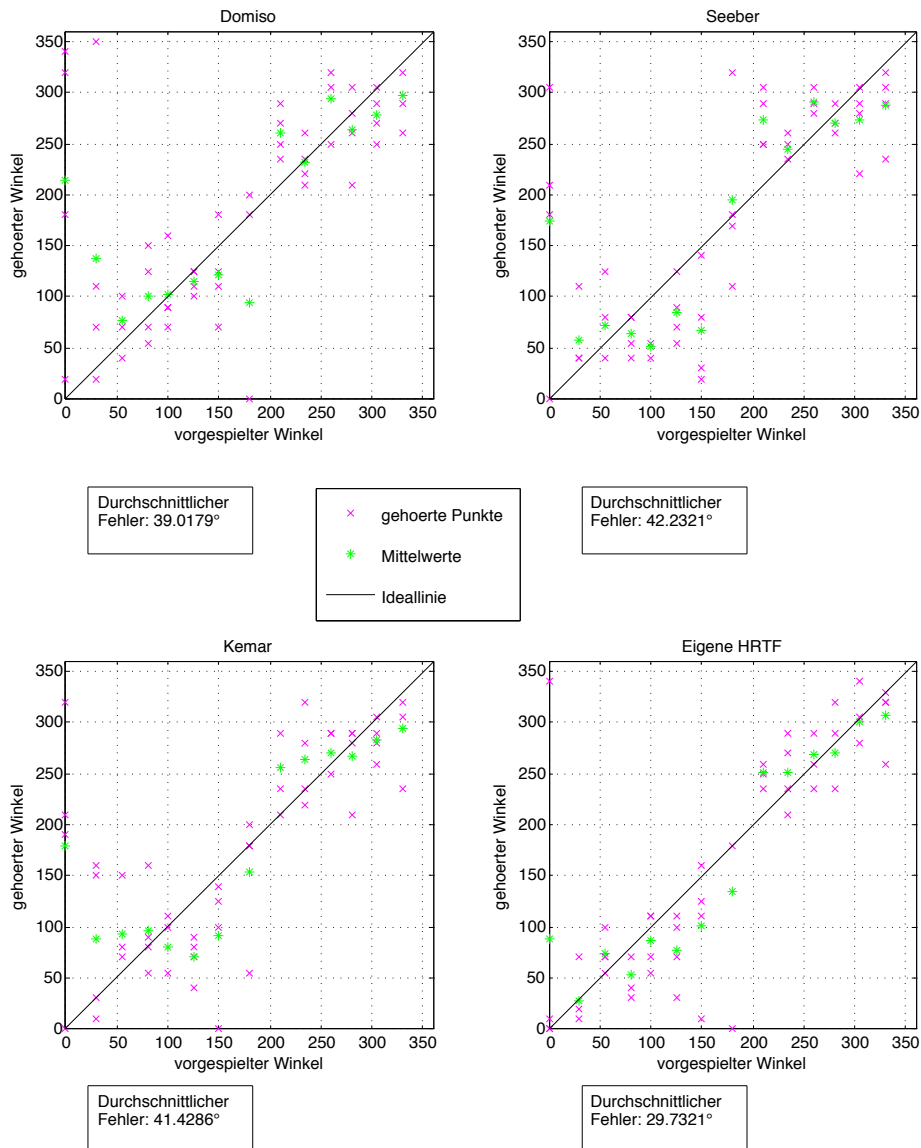 Domiso
gehoerter Winkel
350
300
250
200
150
100
50
0
0 50 100 150 200 250 300 350
vorgespielter Winkel
Seeber
gehoerter Winkel
350
300
250
200
150
100
50
0
0 50 100 150 200 250 300 350
vorgespielter Winkel
Durchschnittlicher
Fehler: 39.0179°
gehoerte Punkte
Mittelwerte
Ideallinie
Durchschnittlicher
Fehler: 42.2321°
Kemar
gehoerter Winkel
350
300
250
200
150
100
50
0
0 50 100 150 200 250 300 350
vorgespielter Winkel
Eigene HRTF
gehoerter Winkel
350
300
250
200
150
100
50
0
0 50 100 150 200 250 300 350
vorgespielter Winkel
Durchschnittlicher
Fehler: 41.4286°
Durchschnittlicher
Fehler: 29.7321°